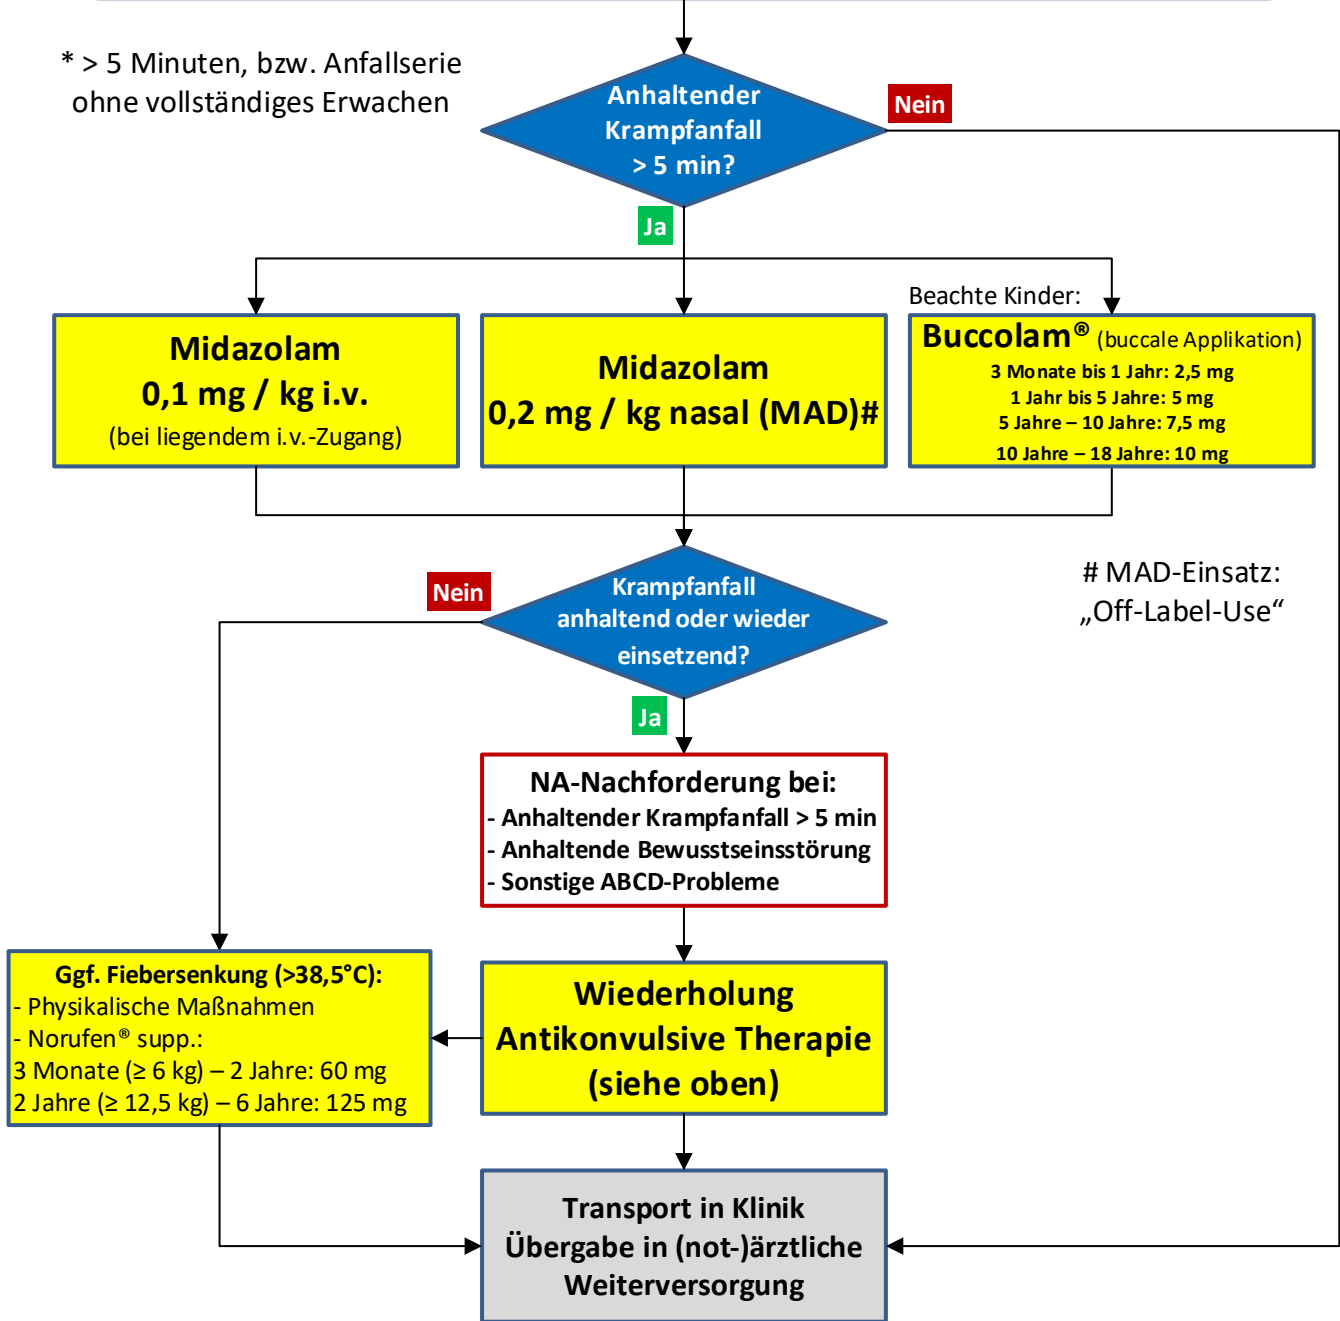 * > 5 Minuten, bzw. Anfallserie
ohne vollständiges Erwachen
Anhaltender
Krampfanfall
> 5 min?
Nein
Ja
Midazolam
0,1 mg / kg i.v.
(bei liegendem i.v.-Zugang)
Midazolam
0,2 mg / kg nasal (MAD)#
Beachte Kinder:
Buccolam® (buccale Applikation)
3 Monate bis 1 Jahr: 2,5 mg
1 Jahr bis 5 Jahre: 5 mg
5 Jahre – 10 Jahre: 7,5 mg
10 Jahre – 18 Jahre: 10 mg
# MAD-Einsatz:
„Off-Label-Use“
Nein
Krampfanfall
anhaltend oder wieder
einsetzend?
Ja
NA-Nachforderung bei:
- Anhaltender Krampfanfall > 5 min
- Anhaltende Bewusstseinsstörung
- Sonstige ABCD-Probleme
Ggf. Fiebersenkung (>38,5°C):
- Physikalische Maßnahmen
- Norufen® supp.:
3 Monate (≥ 6 kg) – 2 Jahre: 60 mg
2 Jahre (≥ 12,5 kg) – 6 Jahre: 125 mg
Wiederholung
Antikonvulsive Therapie
(siehe oben)
Transport in Klinik
Übergabe in (not-)ärztliche
Weiterversorgung